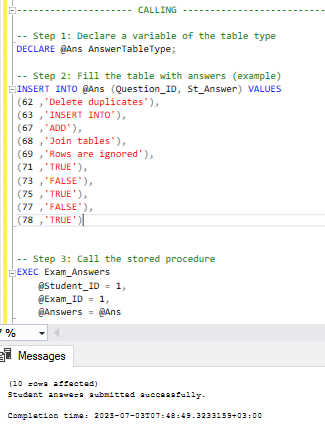 --------------------- CALLING --------------------------
-- Step 1: Declare a variable of the table type
DECLARE @Ans AnswerTableType;
-- Step 2: Fill the table with answers (example)
INSERT INTO @Ans (Question_ID, St_Answer) VALUES
(62 ,'Delete duplicates'),
(63 ,'INSERT INTO'),
(67 ,'ADD'),
(68 ,'Join tables'),
(69 ,'Rows are ignored'),
(71 ,'TRUE'),
(73 ,'FALSE'),
(75 ,'TRUE'),
(77 ,'FALSE'),
(78 ,'TRUE')
-- Step 3: Call the stored procedure
EXEC Exam_Answers
@Student_ID = 1,
@Exam_ID = 1,
@Answers = @Ans
%
Messages
(10 rows affected)
Student answers submitted successfully.
Completion time: 2025-07-03T07:48:49.3233159+03:00